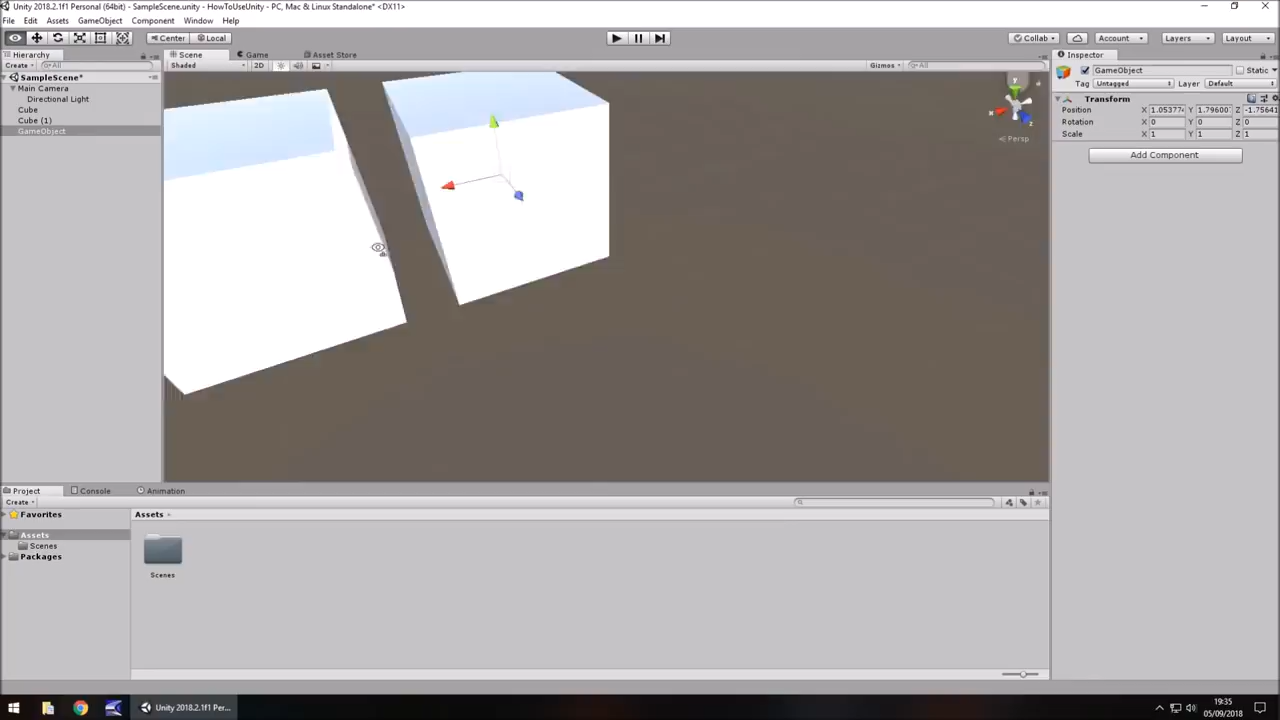 Unity 2018.2.1f1 Personal (64bit) - SampleScene.unity - HowToUseUnity - PC, Mac & Linux Standalone* <DX11>
File Edit Assets GameObject Component Window Help
Center Local Collab Account Layers Layout
Hierarchy Scene Game Asset Store Inspector
Create All Shaded 2D Gizmos All
GameObject Static
Tag Untagged Layer Default
SampleScene*
Main Camera
Directional Light
Cube
Cube (1)
GameObject
Transform
Position X 1.05377 Y 1.79600 Z -1.75641
Rotation X 0 Y 0 Z 0
Scale X 1 Y 1 Z 1
Add Component
y
x
z
Persp
Project Console Animation
Create
Favorites
Assets
Scenes
Packages
Assets
Scenes
Unity 2018.2.1f1 Per...
19:35
05/09/2018